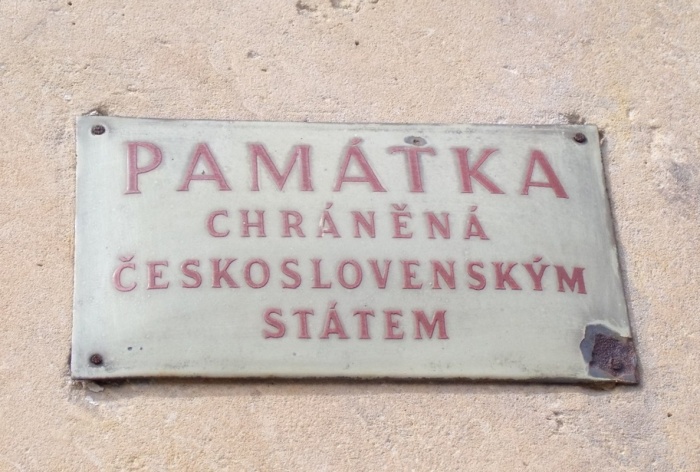 PAMÁTKA
CHRÁNĚNÁ
ČESKOSLOVENSKÝM
STÁTEM